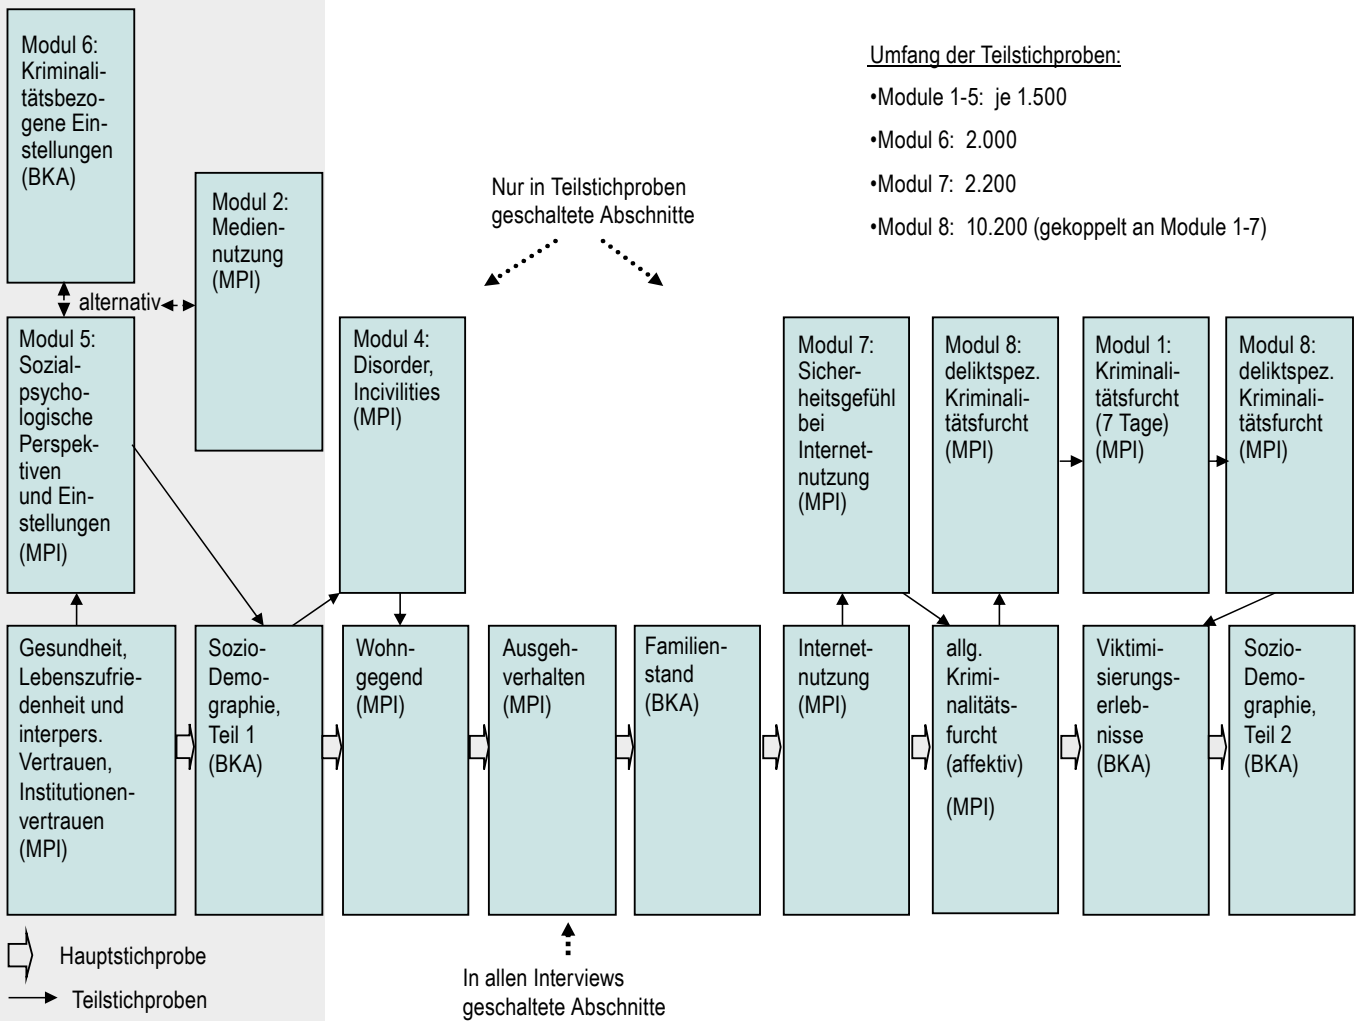 Modul 6:
Kriminali-
tätsbezo-
gene Ein-
stellungen
(BKA)
Modul 2:
Medien-
nutzung
(MPI)
alternativ
Modul 5:
Sozial-
psycho-
logische
Perspek-
tiven
und Ein-
stellungen
(MPI)
Modul 4:
Disorder,
Incivilities
(MPI)
Nur in Teilstichproben
geschaltete Abschnitte
Umfang der Teilstichproben:
•Module 1-5: je 1.500
•Modul 6: 2.000
•Modul 7: 2.200
•Modul 8: 10.200 (gekoppelt an Module 1-7)
Modul 7:
Sicher-
heitsgefühl
bei
Internet-
nutzung
(MPI)
Modul 8:
deliktspez.
Kriminali-
tätsfurcht
(MPI)
Modul 1:
Kriminali-
tätsfurcht
(7 Tage)
(MPI)
Modul 8:
deliktspez.
Kriminali-
tätsfurcht
(MPI)
Gesundheit,
Lebenszufrie-
denheit und
interpers.
Vertrauen,
Institutionen-
vertrauen
(MPI)
Sozio-
Demo-
graphie,
Teil 1
(BKA)
Wohn-
gegend
(MPI)
Ausgeh-
verhalten
(MPI)
Familien-
stand
(BKA)
Internet-
nutzung
(MPI)
allg.
Krimi-
nalitäts-
furcht
(affektiv)
(MPI)
Viktimi-
sierungs-
erleb-
nisse
(BKA)
Sozio-
Demo-
graphie,
Teil 2
(BKA)
Hauptstichprobe
Teilstichproben
In allen Interviews
geschaltete Abschnitte